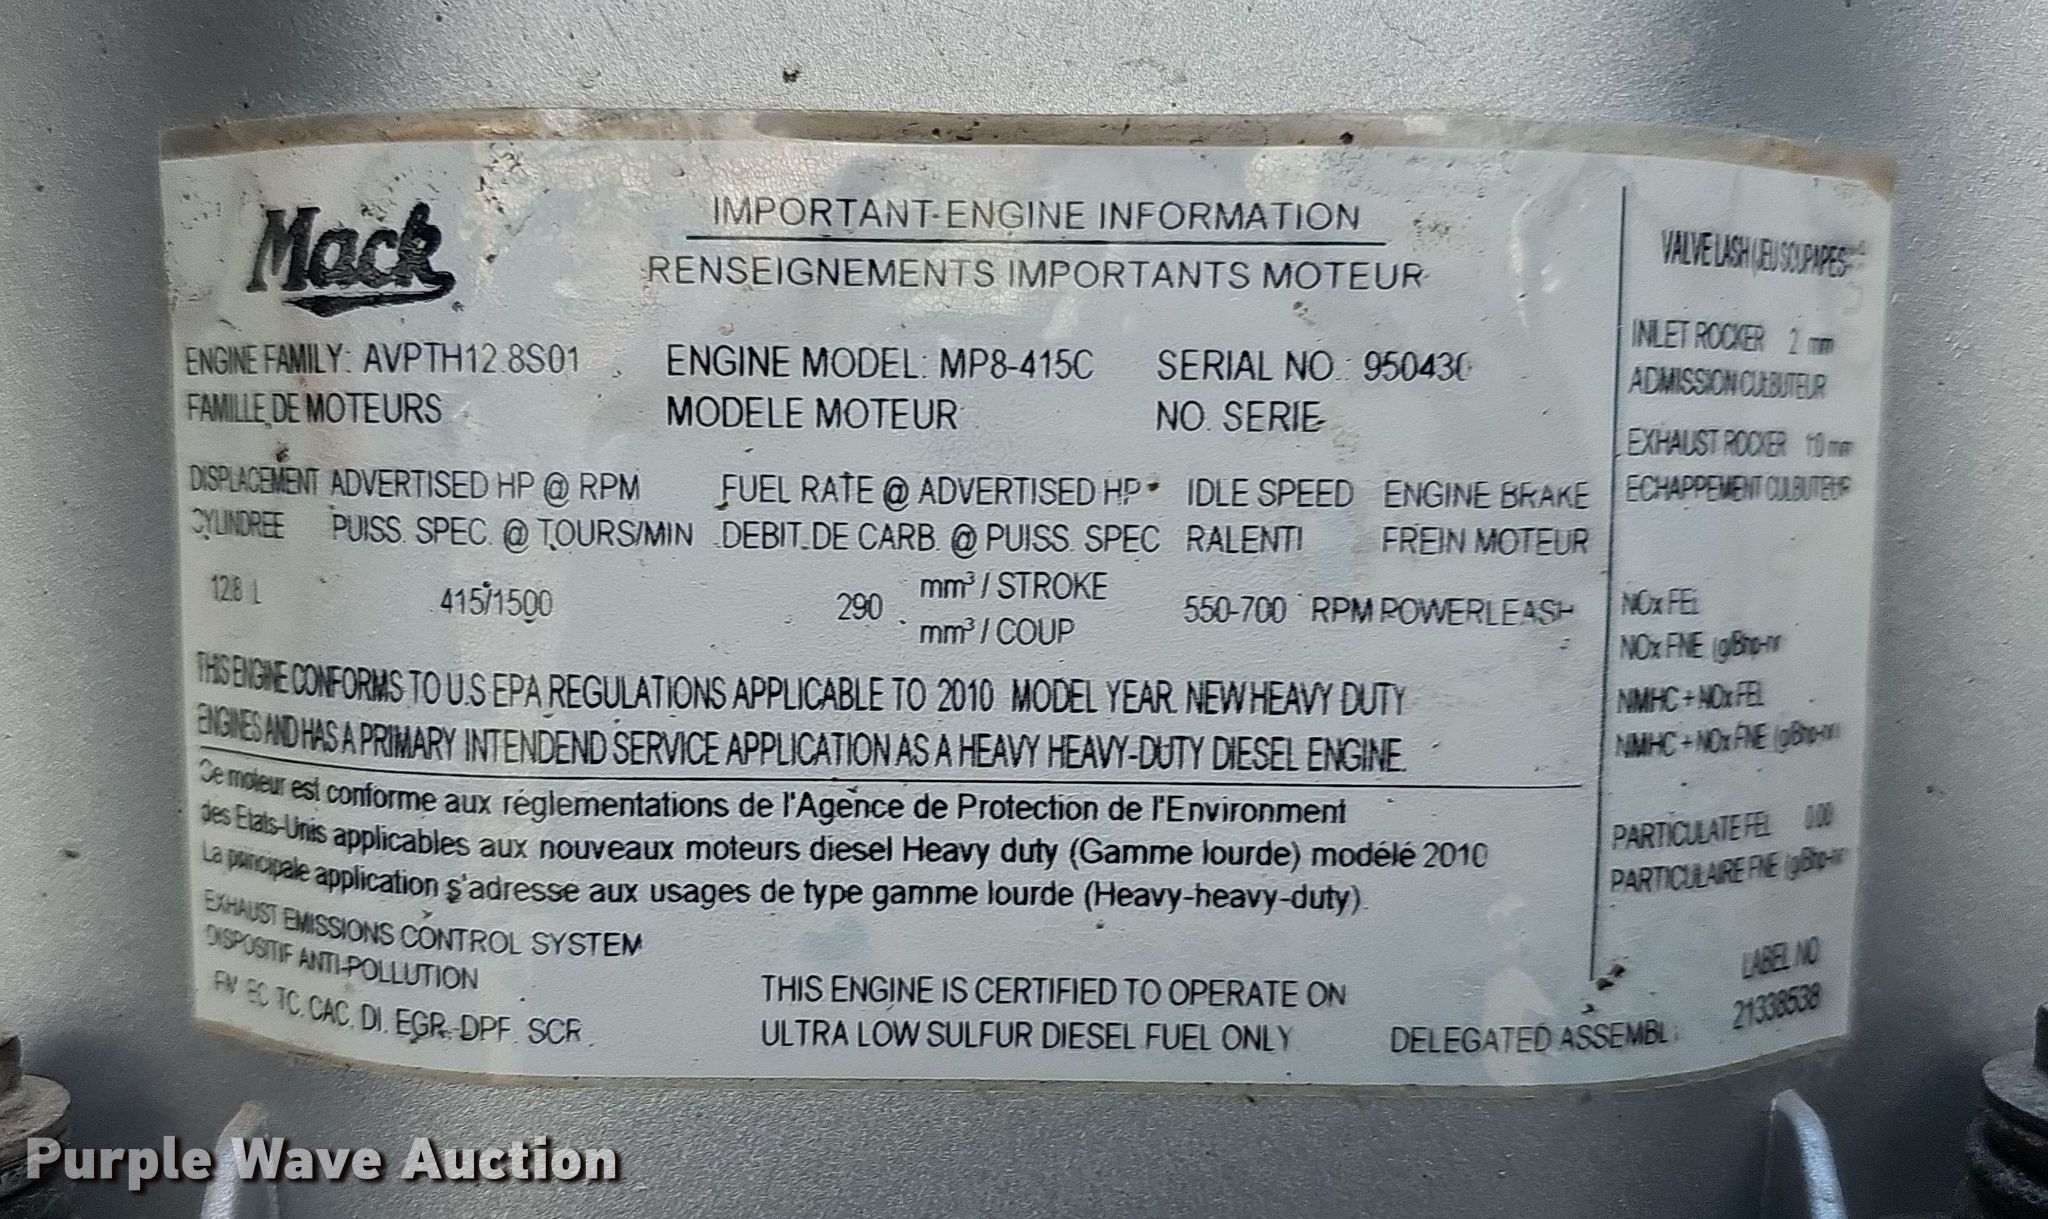 Mack
IMPORTANT ENGINE INFORMATION
RENSEIGNEMENTS IMPORTANTS MOTEUR
ENGINE FAMILY: AVPTH12.8S01 ENGINE MODEL: MP8-415C SERIAL NO.:
FAMILLE DE MOTEURS MODELE MOTEUR NO. SERIE
DISPLACEMENT ADVERTISED HP @ RPM FUEL RATE @ ADVERTISED HP IDLE SPEED ENGINE BRAKE
CYLINDREE PUISS. SPEC. @ TOURS/MIN DEBIT DE CARB. @ PUISS. SPEC RALENTI FREIN MOTEUR
12.8 L 415/1500 290 mm³ / STROKE 550-700 RPM POWERLEASH
mm³ / COUP
THIS ENGINE CONFORMS TO U.S EPA REGULATIONS APPLICABLE TO 2010 MODEL YEAR. NEW HEAVY DUTY
ENGINES AND HAS A PRIMARY INTENDEND SERVICE APPLICATION AS A HEAVY HEAVY-DUTY DIESEL ENGINE.
Ce moteur est conforme aux réglementations de l'Agence de Protection de l'Environment
des Etats-Unis applicables aux nouveaux moteurs diesel Heavy duty (Gamme lourde) modélé 2010
La principale application s'adresse aux usages de type gamme lourde (Heavy-heavy-duty).
EXHAUST EMISSIONS CONTROL SYSTEM
DISPOSITIF ANTI-POLLUTION
EC TC. CAC. DI. EGR. DPF. SCR
THIS ENGINE IS CERTIFIED TO OPERATE ON
ULTRA LOW SULFUR DIESEL FUEL ONLY
DELEGATED ASSEMBL
VALVE LASH (JEU SOUPAPES
INLET ROCKER 2 mm
ADMISSION CULBUTEUR
EXHAUST ROCKER mm
ECHAPPEMENT CULBUTEUR
NOx FEL
NOx FNE (g/Bhp-hr
NMHC + NOx FEL
NMHC + NOx FNE (g/Bhp-hr)
PARTICULATE FEL 0.00
PARTICULAIRE FNE (g/Bhp-hr
LABEL NO
21338538
Purple Wave Auction